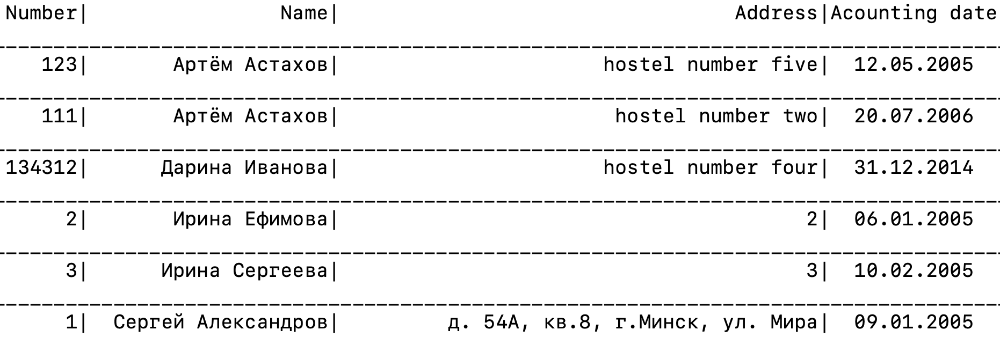 Number| Name| Address|Acounting date
123| Артём Астахов| hostel number five| 12.05.2005
111| Артём Астахов| hostel number two| 20.07.2006
134312| Дарина Иванова| hostel number four| 31.12.2014
2| Ирина Ефимова| 2| 06.01.2005
3| Ирина Сергеева| 3| 10.02.2005
1| Сергей Александров| д. 54А, кв.8, г.Минск, ул. Мира| 09.01.2005